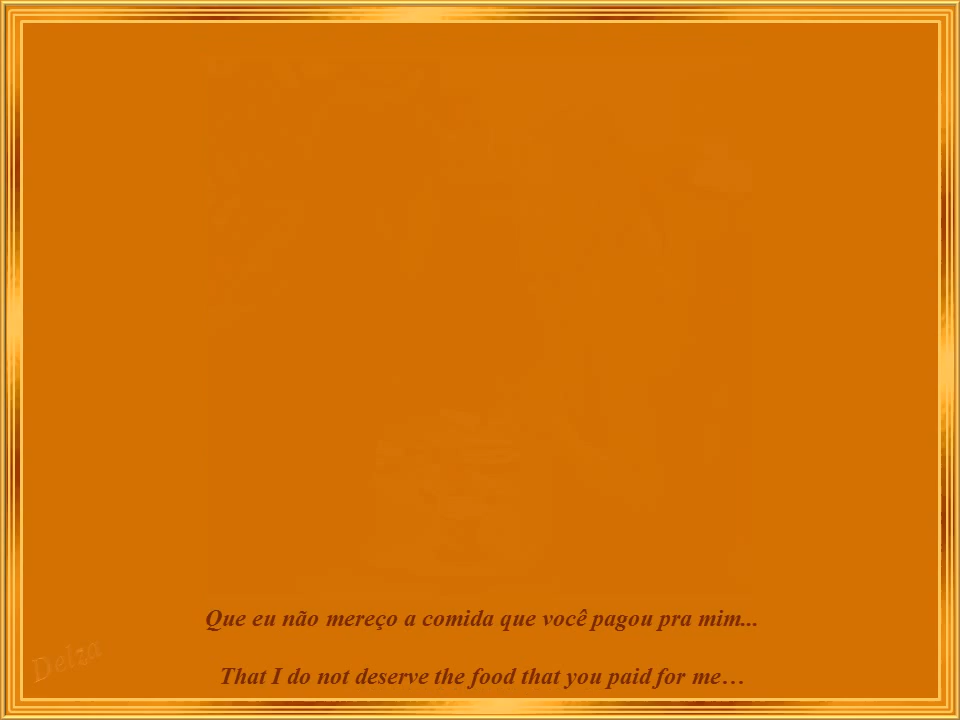 Que eu não mereço a comida que você pagou pra mim...
That I do not deserve the food that you paid for me…
Delza